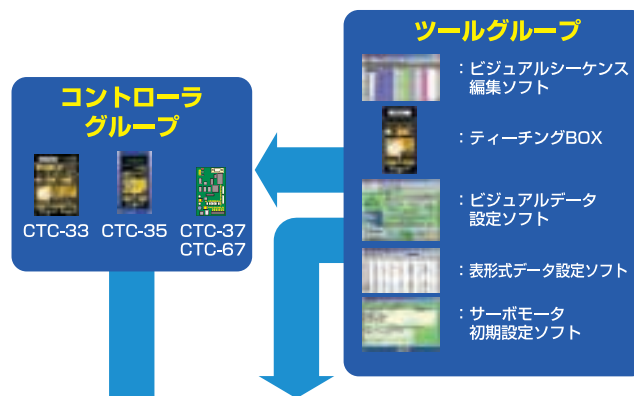 ツールグループ
：ビジュアルシーケンス
編集ソフト
：ティーチングBOX
：ビジュアルデータ
設定ソフト
：表形式データ設定ソフト
：サーボモータ
初期設定ソフト
コントローラ
グループ
CTC-33 CTC-35 CTC-37
CTC-67